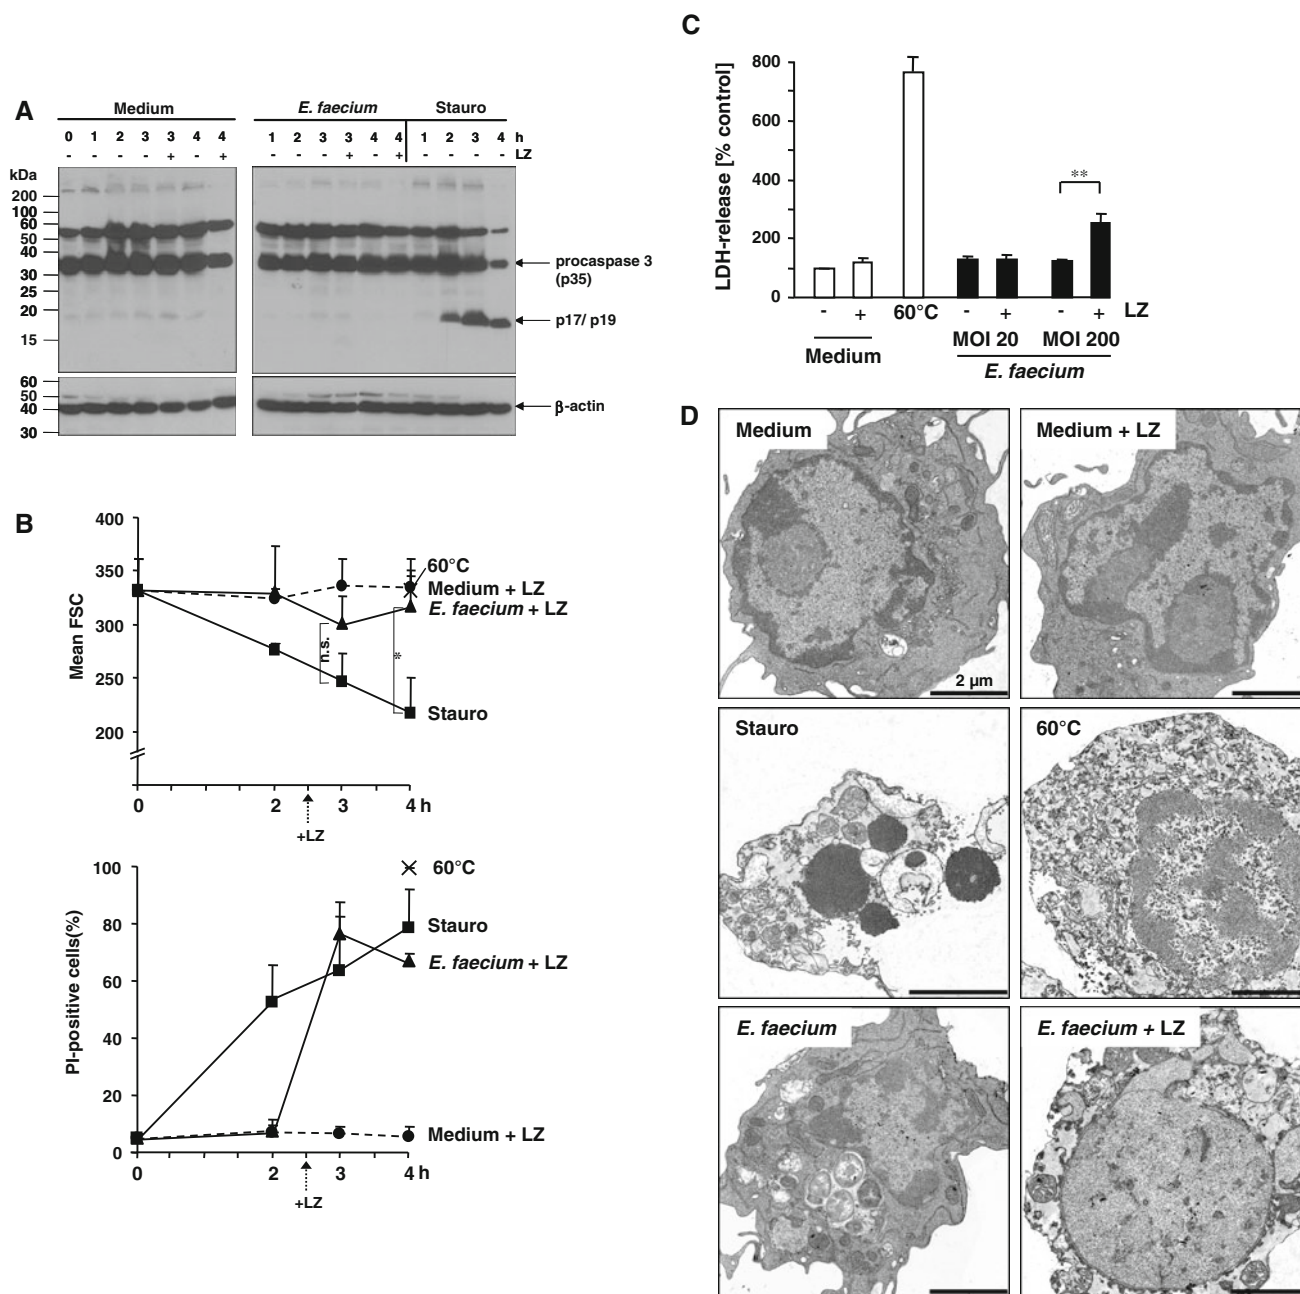 A
Medium
E. faecium
Stauro
0 1 2 3 3 4 4
1 2 3 3 4 4 1 2 3 4 h
- - - - + - +
- - - + - + - - - - LZ
kDa
200
100
60
50
40
30
25
20
15
procaspase 3
(p35)
p17/ p19
60
50
40
30
β-actin
B
Mean FSC
400
350
300
250
200
60°C
Medium + LZ
E. faecium + LZ
n.s.
*
Stauro
0 2 3 4 h
+LZ
PI-positive cells(%)
100
80
60
40
20
0
60°C
Stauro
E. faecium + LZ
Medium + LZ
0 2 3 4 h
+LZ
C
LDH-release [% control]
800
600
400
200
100
0
**
- + 60°C - + - + LZ
Medium
MOI 20 MOI 200
E. faecium
D
Medium
2 µm
Medium + LZ
Stauro
60°C
E. faecium
E. faecium + LZ